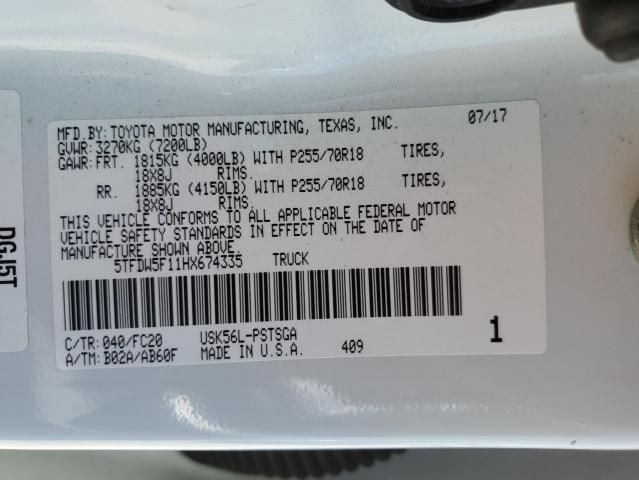 MFD.BY:TOYOTA MOTOR MANUFACTURING, TEXAS, INC. 07/17
GVWR:3270KG (7200LB)
GAWR:FRT. 1815KG (4000LB) WITH P255/70R18 TIRES,
18X8J RIMS.
RR. 1885KG (4150LB) WITH P255/70R18 TIRES,
18X8J RIMS.
THIS VEHICLE CONFORMS TO ALL APPLICABLE FEDERAL MOTOR
VEHICLE SAFETY STANDARDS IN EFFECT ON THE DATE OF
MANUFACTURE SHOWN ABOVE.
5TFDW5F11HX674335 TRUCK
C/TR: 040/FC20 USK56L-PSTSGA
A/TM: B02A/AB60F MADE IN U.S.A. 409 1
DGJ5T